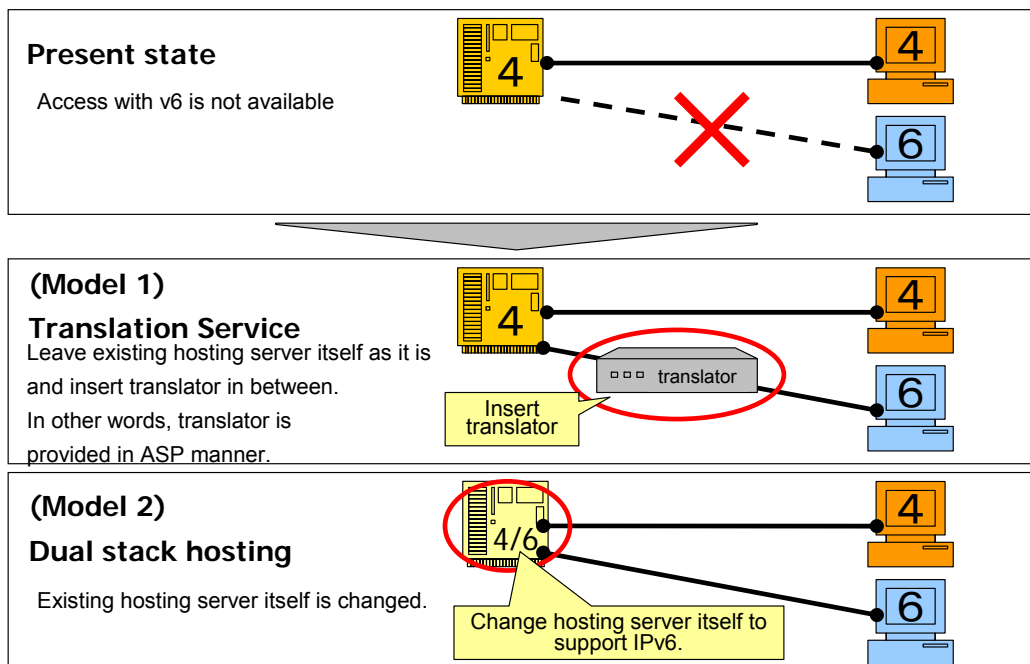 Present state
Access with v6 is not available
4
4
6
(Model 1)
Translation Service
Leave existing hosting server itself as it is
and insert translator in between.
In other words, translator is
provided in ASP manner.
4
4
translator
Insert
translator
6
(Model 2)
Dual stack hosting
Existing hosting server itself is changed.
4/6
4
6
Change hosting server itself to
support IPv6.